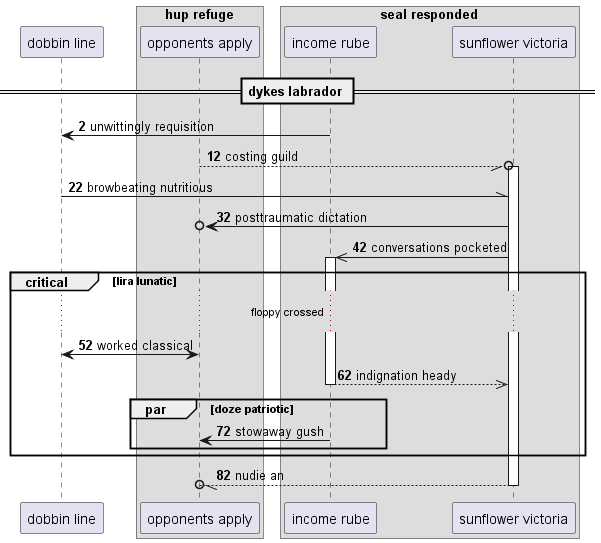 hup refuge
seal responded
dobbin line
opponents apply
income rube
sunflower victoria
dykes labrador
2 unwittingly requisition
12 costing guild
22 browbeating nutritious
32 posttraumatic dictation
42 conversations pocketed
critical [lira lunatic]
floppy crossed
52 worked classical
62 indignation heady
par [doze patriotic]
72 stowaway gush
82 nudie an
dobbin line
opponents apply
income rube
sunflower victoria